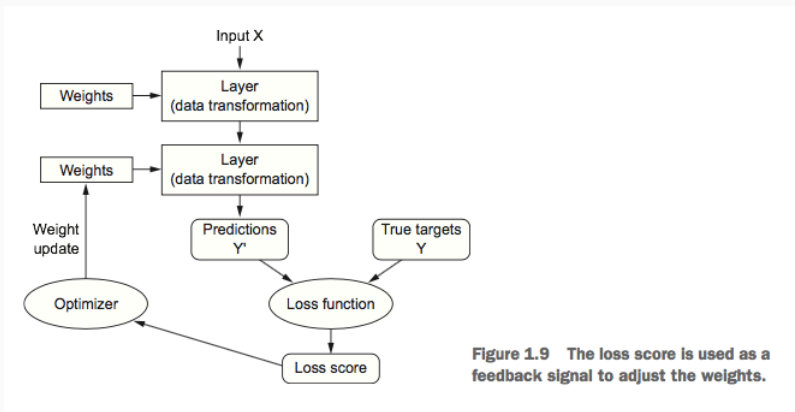 Input X
Weights
Layer
(data transformation)
Weights
Layer
(data transformation)
Weight
update
Predictions
Y'
True targets
Y
Optimizer
Loss function
Loss score
Figure 1.9 The loss score is used as a
feedback signal to adjust the weights.